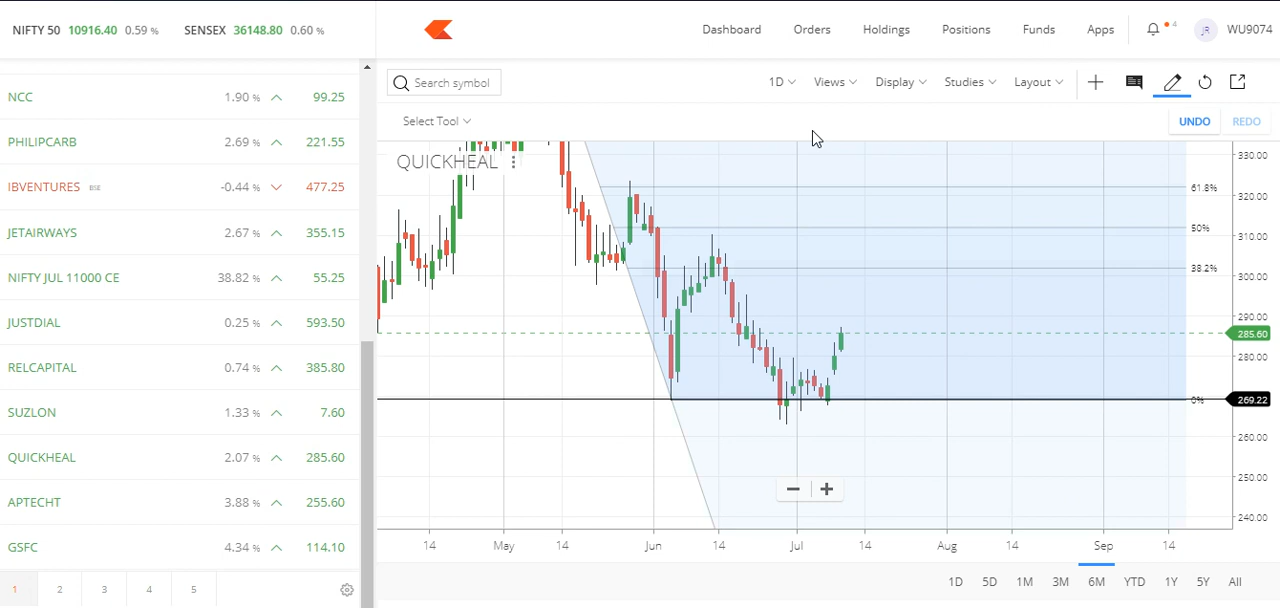 NIFTY 50 10916.40 0.59 % SENSEX 36148.80 0.60 %
Dashboard Orders Holdings Positions Funds Apps 4 JR WU9074
NCC 1.90 % 99.25
PHILIPCARB 2.69 % 221.55
IBVENTURES BSE -0.44 % 477.25
JETAIRWAYS 2.67 % 355.15
NIFTY JUL 11000 CE 38.82 % 55.25
JUSTDIAL 0.25 % 593.50
RELCAPITAL 0.74 % 385.80
SUZLON 1.33 % 7.60
QUICKHEAL 2.07 % 285.60
APTECHT 3.88 % 255.60
GSFC 4.34 % 114.10
1 2 3 4 5
Search symbol 1D Views Display Studies Layout
Select Tool UNDO REDO
QUICKHEAL
61.8%
50%
38.2%
0%
330.00
320.00
310.00
300.00
290.00
285.60
280.00
269.22
260.00
250.00
240.00
14 May 14 Jun 14 Jul 14 Aug 14 Sep 14
1D 5D 1M 3M 6M YTD 1Y 5Y All